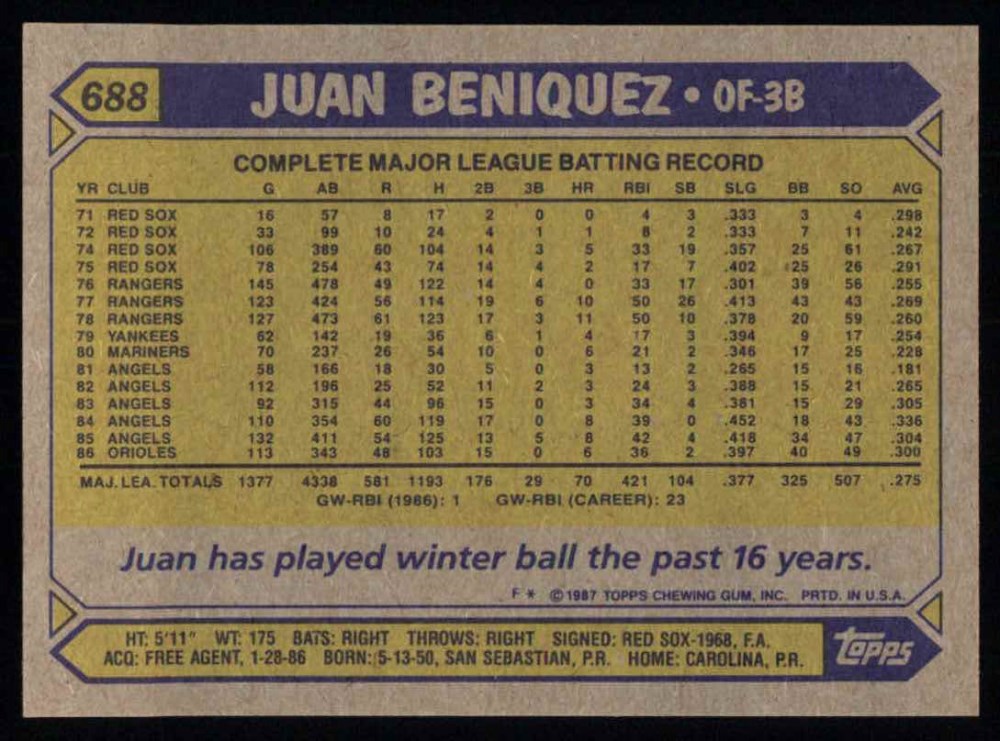 688 JUAN BENIQUEZ • OF-3B
COMPLETE MAJOR LEAGUE BATTING RECORD
YR CLUB G AB R H 2B 3B HR RBI SB SLG BB SO AVG
71 RED SOX 16 57 8 17 2 0 0 4 3 .333 3 4 .298
72 RED SOX 33 99 10 24 4 1 1 8 2 .333 7 11 .242
74 RED SOX 106 389 60 104 14 3 5 33 19 .357 25 61 .267
75 RED SOX 78 254 43 74 14 4 2 17 7 .402 25 26 .291
76 RANGERS 145 478 49 122 14 4 0 33 17 .301 39 56 .255
77 RANGERS 123 424 56 114 19 6 10 50 26 .413 43 43 .269
78 RANGERS 127 473 61 123 17 3 11 50 10 .378 20 59 .260
79 YANKEES 62 142 19 36 6 1 4 17 3 .394 9 17 .254
80 MARINERS 70 237 26 54 10 0 6 21 2 .346 17 25 .228
81 ANGELS 58 166 18 30 5 0 3 13 2 .265 15 16 .181
82 ANGELS 112 196 25 52 11 2 3 24 3 .388 15 21 .265
83 ANGELS 92 315 44 96 15 0 3 34 4 .381 15 29 .305
84 ANGELS 110 354 60 119 17 0 8 39 0 .452 18 43 .336
85 ANGELS 132 411 54 125 13 5 8 42 4 .418 34 47 .304
86 ORIOLES 113 343 48 103 15 0 6 36 2 .397 40 49 .300
MAJ. LEA. TOTALS 1377 4338 581 1193 176 29 70 421 104 .377 325 507 .275
GW-RBI (1986): 1 GW-RBI (CAREER): 23
Juan has played winter ball the past 16 years.
F * ©1987 TOPPS CHEWING GUM, INC. PRTD. IN U.S.A.
HT: 5'11" WT: 175 BATS: RIGHT THROWS: RIGHT SIGNED: RED SOX-1968, F.A.
ACQ: FREE AGENT, 1-28-86 BORN: 5-13-50, SAN SEBASTIAN, P.R. HOME: CAROLINA, P.R.
topps